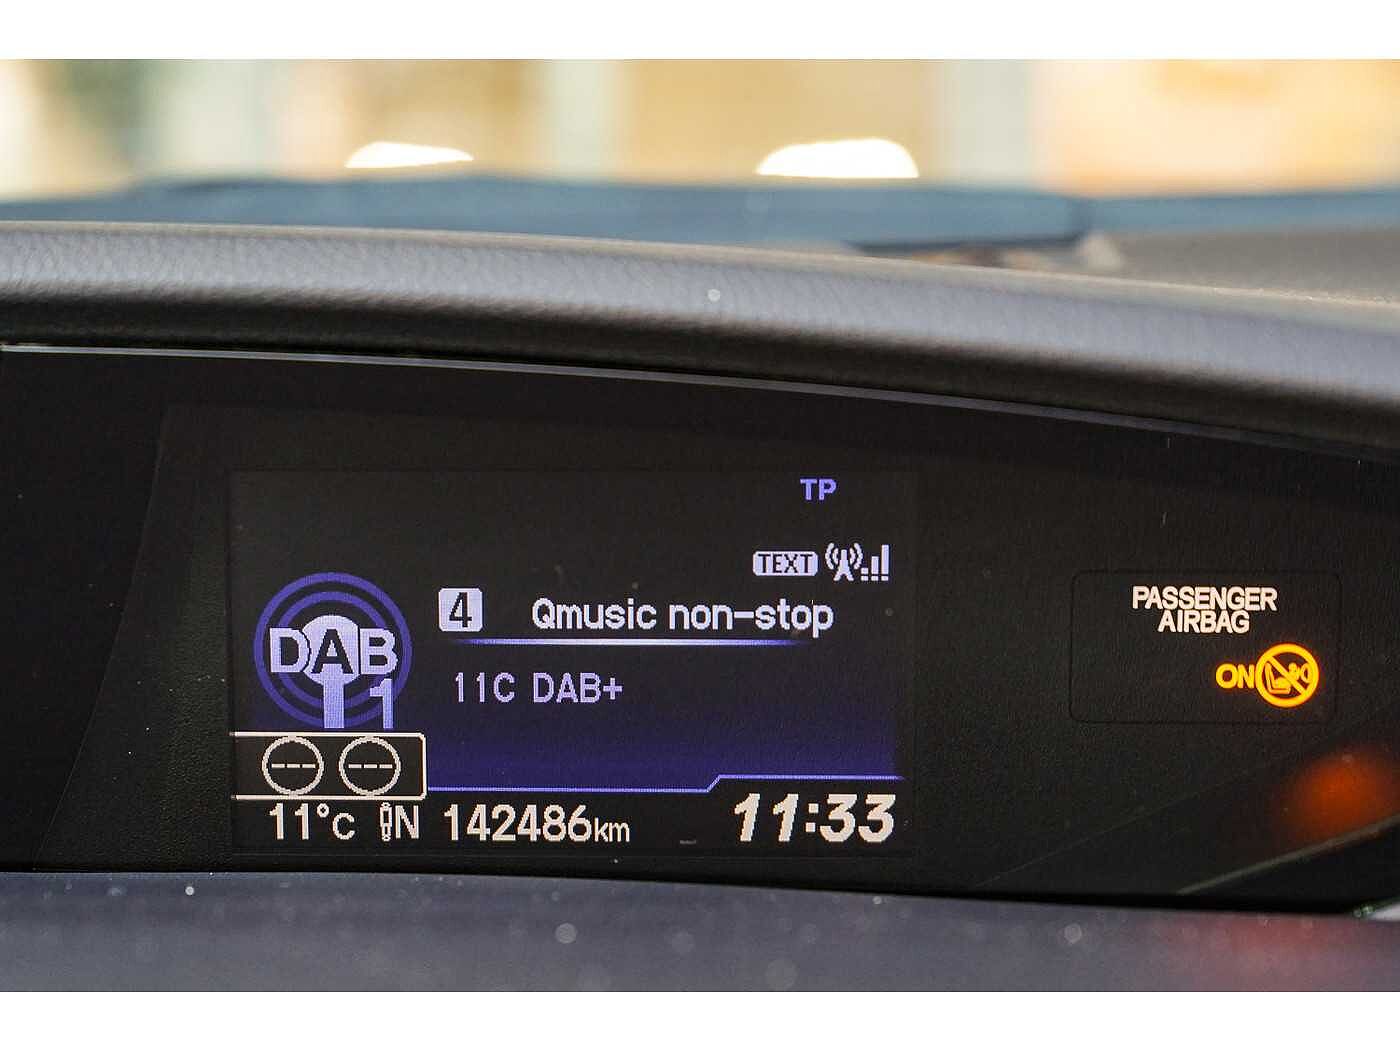 TP
TEXT
4 Qmusic non-stop
DAB 1
11C DAB+
--- ---
11°C N 142486km 11:33
PASSENGER
AIRBAG
ON